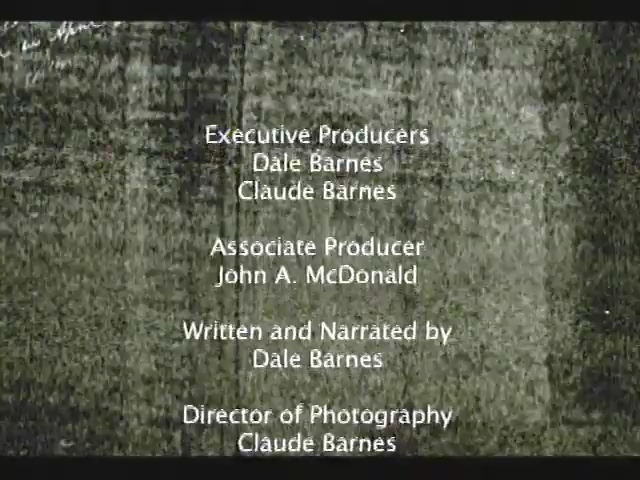 Executive Producers
Dale Barnes
Claude Barnes
Associate Producer
John A. McDonald
Written and Narrated by
Dale Barnes
Director of Photography
Claude Barnes